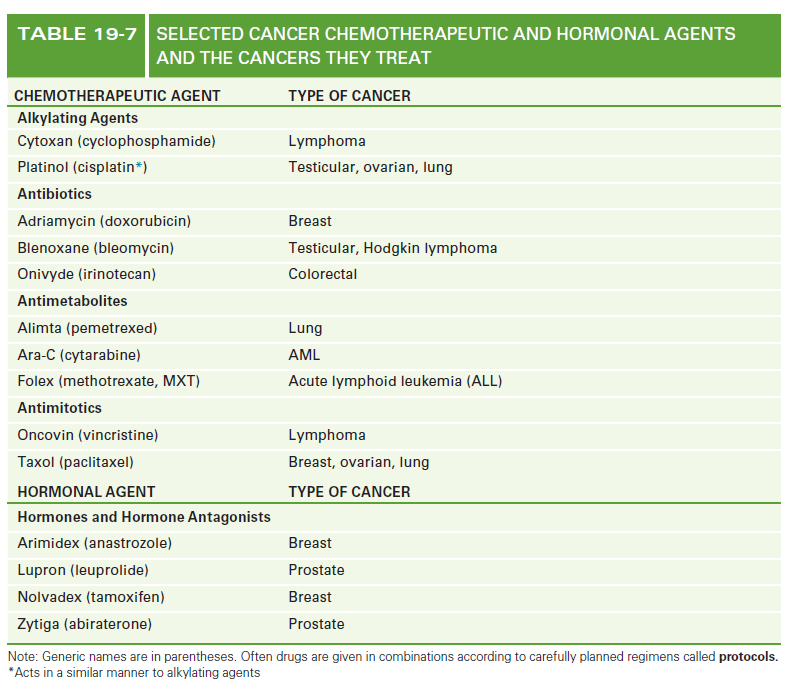 TABLE 19-7 SELECTED CANCER CHEMOTHERAPEUTIC AND HORMONAL AGENTS
AND THE CANCERS THEY TREAT
CHEMOTHERAPEUTIC AGENT TYPE OF CANCER
Alkylating Agents
Cytoxan (cyclophosphamide) Lymphoma
Platinol (cisplatin*) Testicular, ovarian, lung
Antibiotics
Adriamycin (doxorubicin) Breast
Blenoxane (bleomycin) Testicular, Hodgkin lymphoma
Onivyde (irinotecan) Colorectal
Antimetabolites
Alimta (pemetrexed) Lung
Ara-C (cytarabine) AML
Folex (methotrexate, MXT) Acute lymphoid leukemia (ALL)
Antimitotics
Oncovin (vincristine) Lymphoma
Taxol (paclitaxel) Breast, ovarian, lung
HORMONAL AGENT TYPE OF CANCER
Hormones and Hormone Antagonists
Arimidex (anastrozole) Breast
Lupron (leuprolide) Prostate
Nolvadex (tamoxifen) Breast
Zytiga (abiraterone) Prostate
Note: Generic names are in parentheses. Often drugs are given in combinations according to carefully planned regimens called protocols.
*Acts in a similar manner to alkylating agents